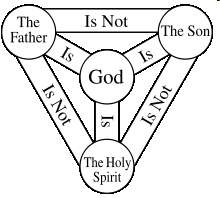 The
Father
Is Not
The Son
Is
Is
God
Is Not
Is
Is Not
The Holy
Spirit